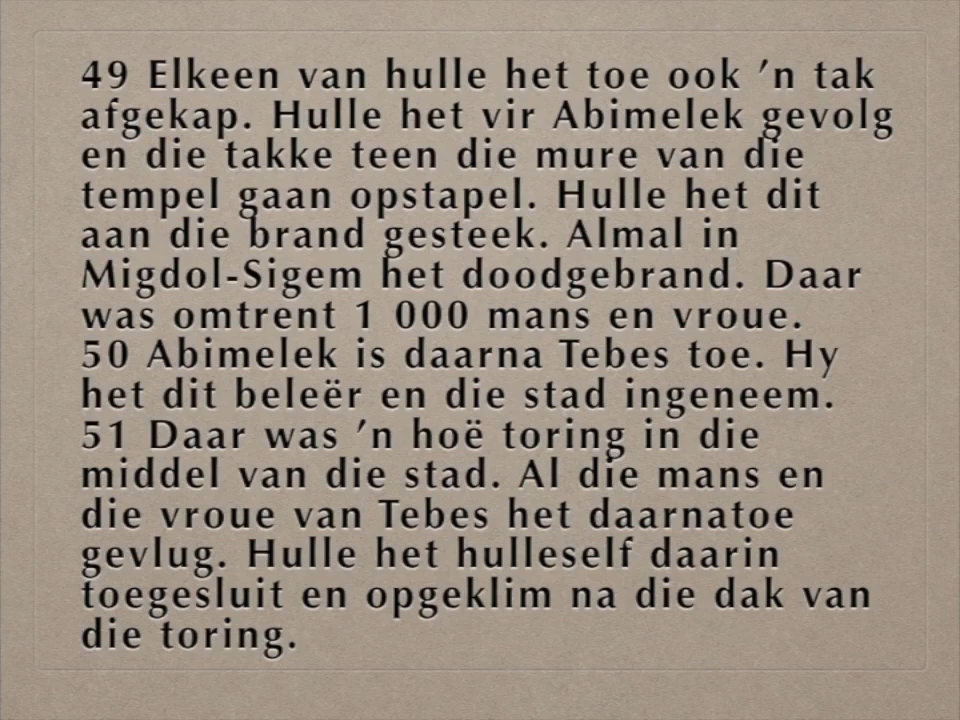 49 Elkeen van hulle het toe ook ’n tak
afgekap. Hulle het vir Abimelek gevolg
en die takke teen die mure van die
tempel gaan opstapel. Hulle het dit
aan die brand gesteek. Almal in
Migdol-Sigem het doodgebrand. Daar
was omtrent 1 000 mans en vroue.
50 Abimelek is daarna Tebes toe. Hy
het dit beleër en die stad ingeneem.
51 Daar was ’n hoë toring in die
middel van die stad. Al die mans en
die vroue van Tebes het daarnatoe
gevlug. Hulle het hulleself daarin
toegesluit en opgeklim na die dak van
die toring.